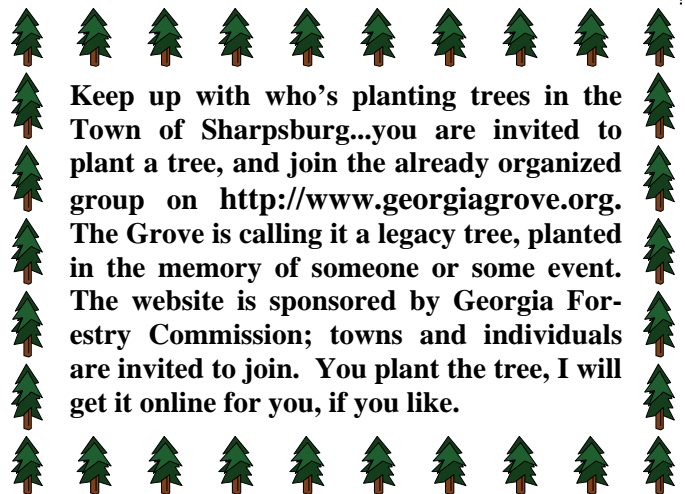 Keep up with who’s planting trees in the
Town of Sharpsburg...you are invited to
plant a tree, and join the already organized
group on http://www.georgiagrove.org.
The Grove is calling it a legacy tree, planted
in the memory of someone or some event.
The website is sponsored by Georgia For-
estry Commission; towns and individuals
are invited to join.  You plant the tree, I will
get it online for you, if you like.